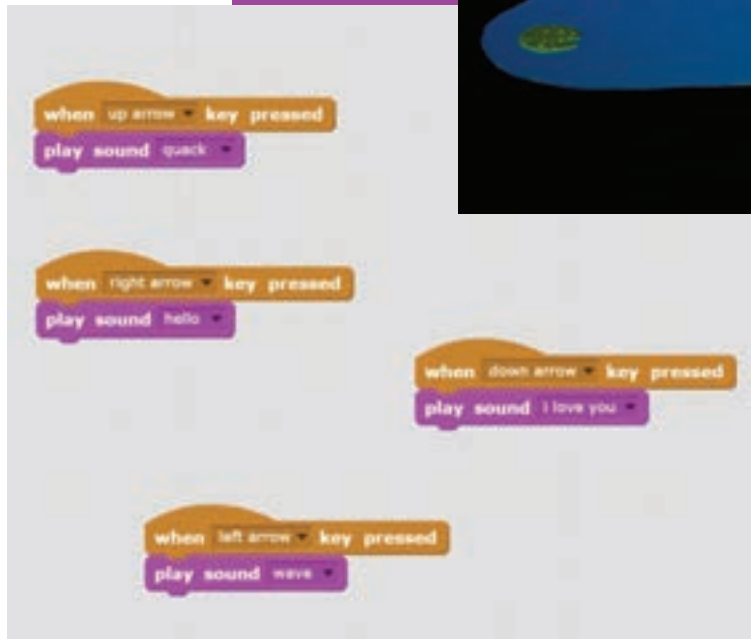 when up arrow key pressed
play sound quack
when right arrow key pressed
play sound hello
when down arrow key pressed
play sound I love you
when left arrow key pressed
play sound wave